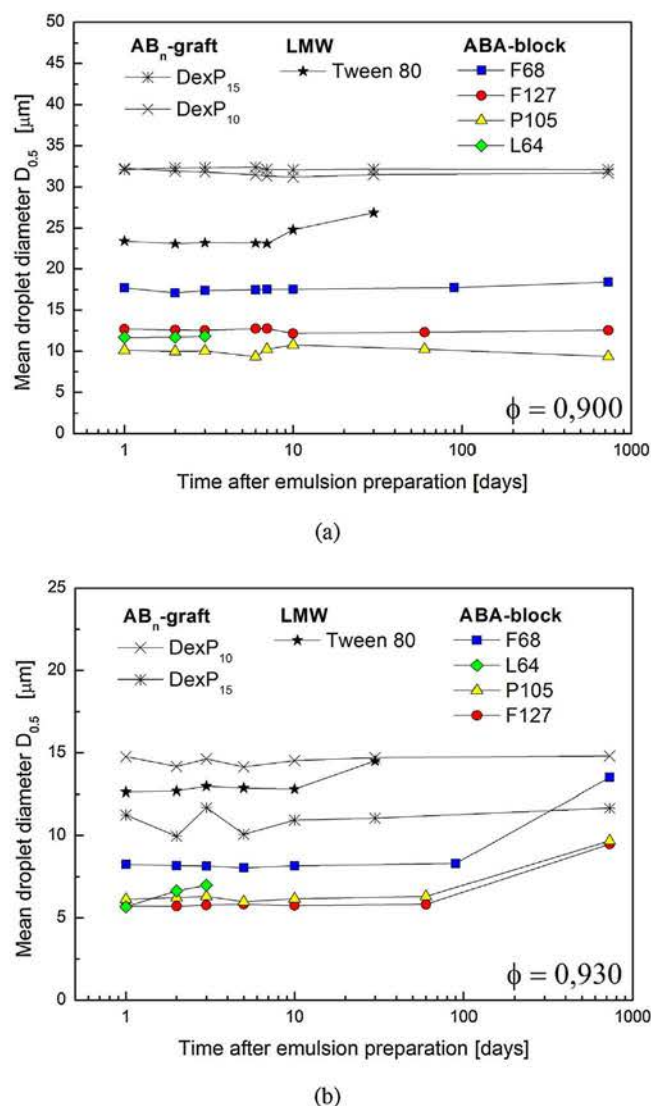 50
45
40
35
30
25
20
15
10
5
0
Mean droplet diameter D0.5 [µm]
ABn-graft
DexP15
DexP10
LMW
Tween 80
ABA-block
F68
F127
P105
L64
ϕ = 0,900
1 10 100 1000
Time after emulsion preparation [days]
(a)
25
20
15
10
5
0
Mean droplet diameter D0.5 [µm]
ABn-graft
DexP10
DexP15
LMW
Tween 80
ABA-block
F68
L64
P105
F127
ϕ = 0,930
1 10 100 1000
Time after emulsion preparation [days]
(b)